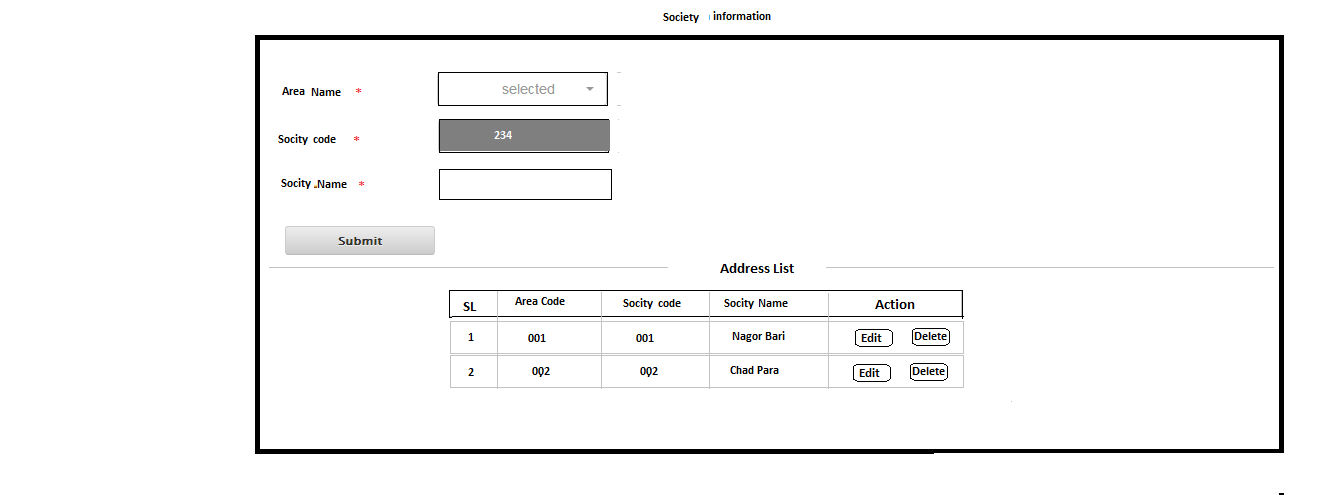 Society information
Area Name *
selected
Socity code *
234
Socity .Name *
Submit
Address List
SL Area Code Socity code Socity Name Action
1 001 001 Nagor Bari Edit Delete
2 002 002 Chad Para Edit Delete